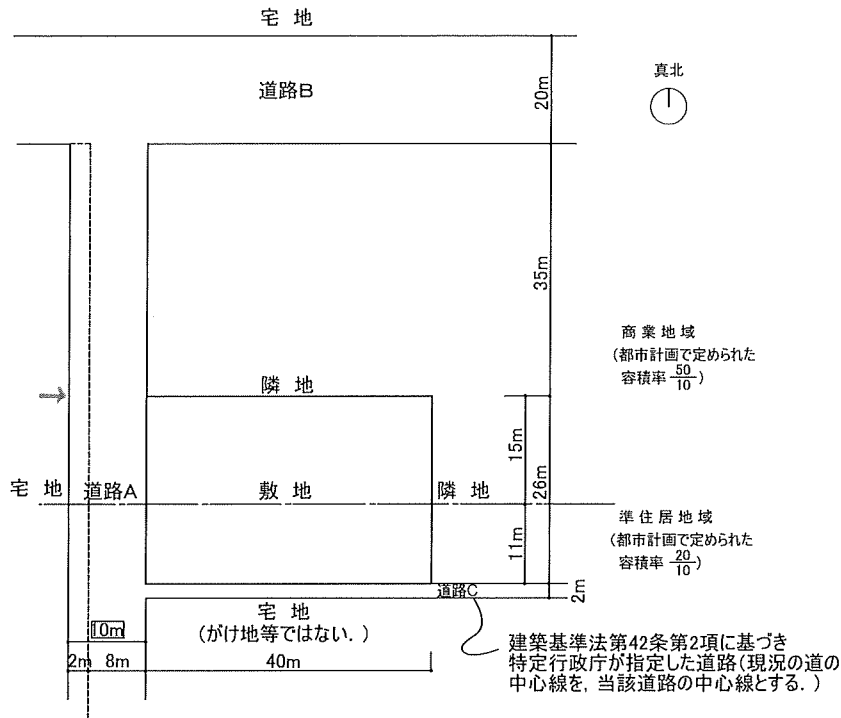 宅 地
道路B
20m
真北
35m
商業地域
(都市計画で定められた
容積率 50/10)
隣 地
15m
26m
宅 地
道路A
敷 地
隣 地
準住居地域
(都市計画で定められた
容積率 20/10)
11m
道路C
2m
宅 地
(がけ地等ではない．)
10m
2m 8m
40m
建築基準法第42条第2項に基づき
特定行政庁が指定した道路(現況の道の
中心線を，当該道路の中心線とする．)